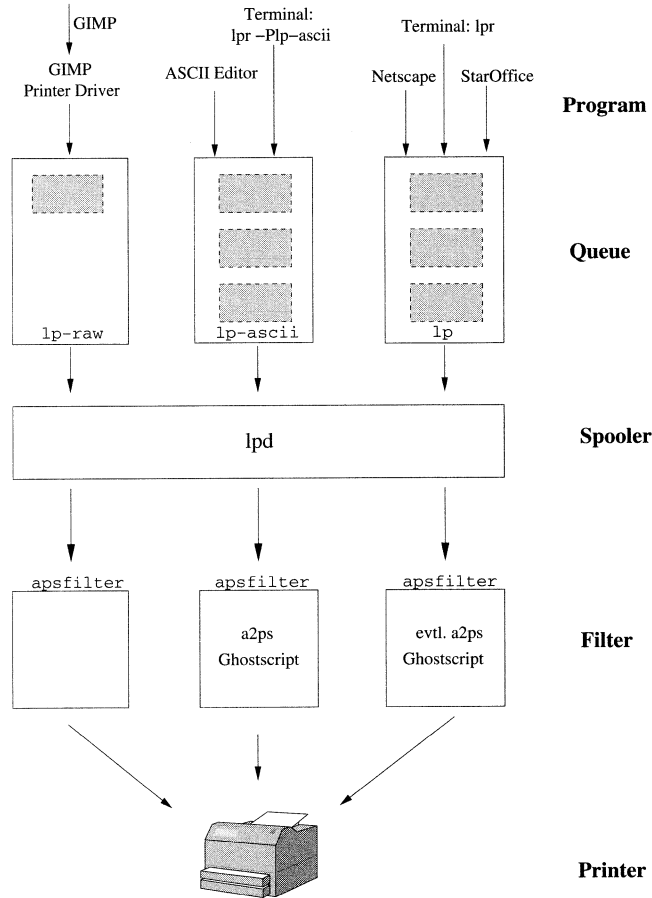 GIMP
GIMP
Printer Driver
Terminal:
lpr −Plp−ascii
ASCII Editor
Terminal: lpr
Netscape
StarOffice
Program
lp-raw
lp-ascii
lp
Queue
lpd
Spooler
apsfilter
apsfilter
a2ps
Ghostscript
apsfilter
evtl. a2ps
Ghostscript
Filter
Printer